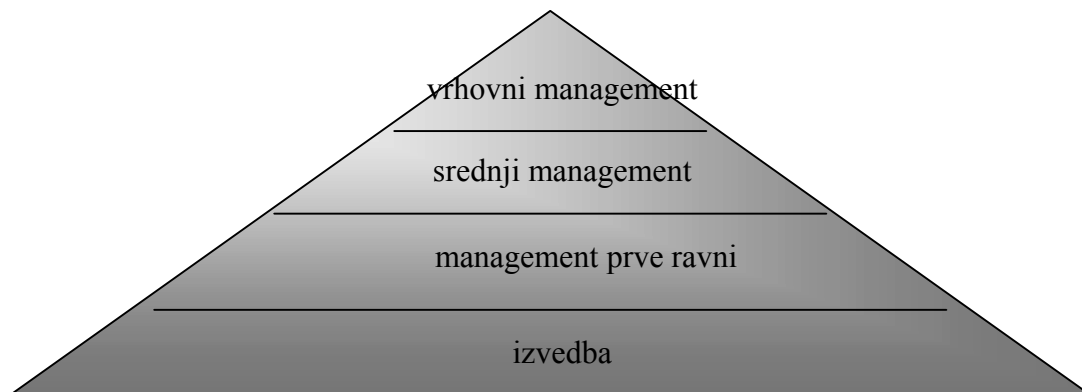 vrhovni management
srednji management
management prve ravni
izvedba